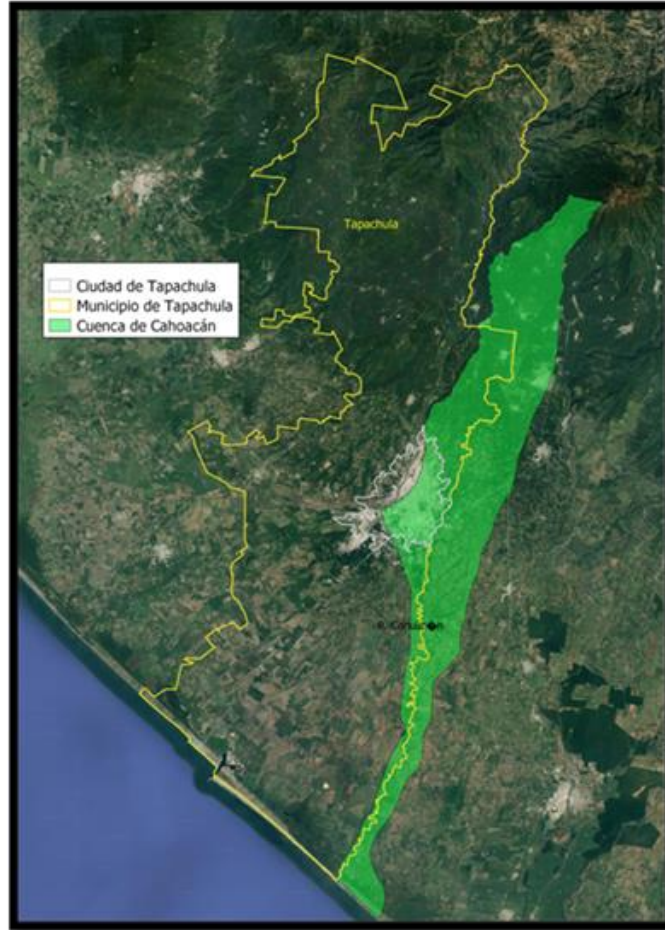 Tapachula
Ciudad de Tapachula
Municipio de Tapachula
Cuenca de Cahoacán